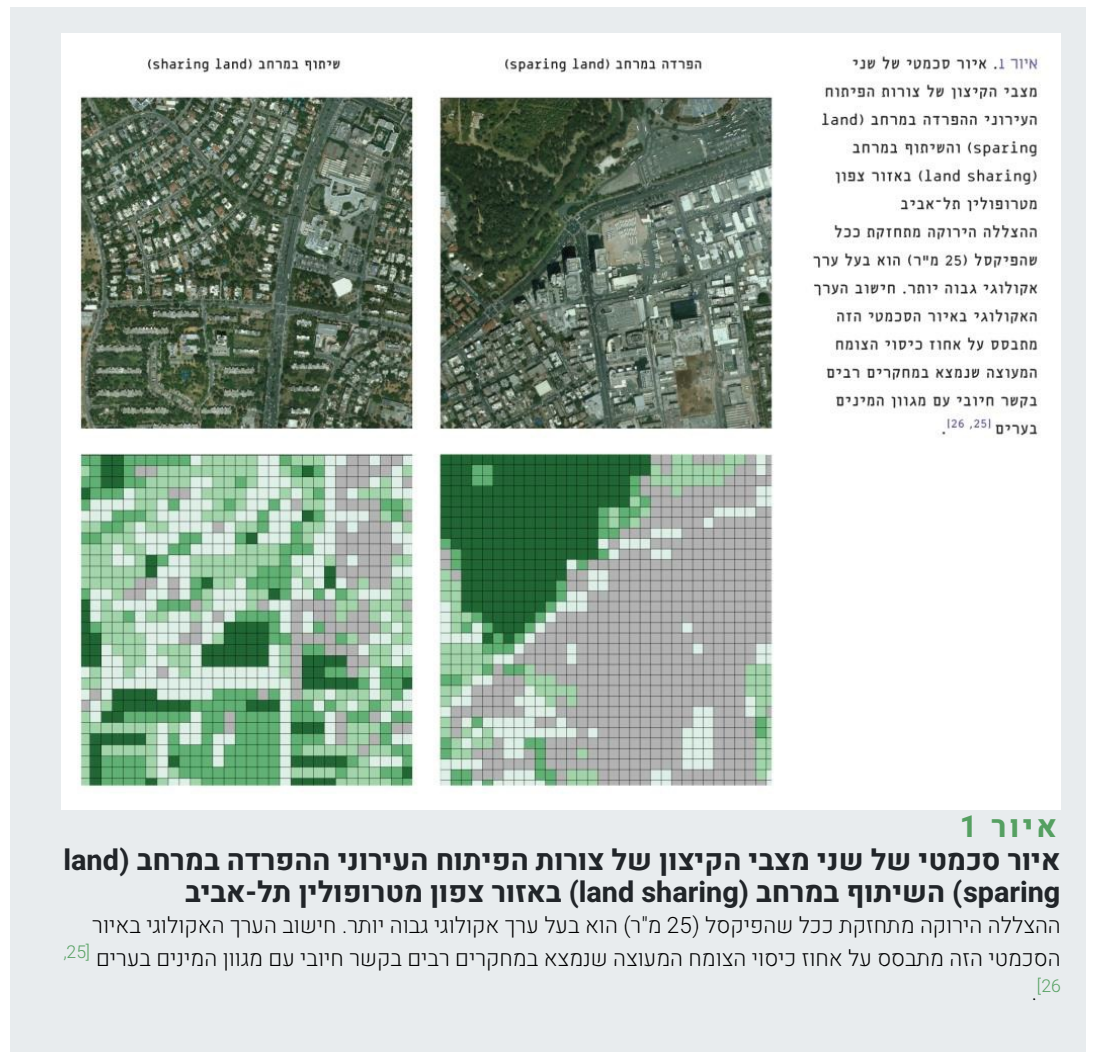 שיתוף במרחב (sharing land)
הפרדה במרחב (sparing land)
איור 1. איור סכמטי של שני
מצבי הקיצון של צורות הפיתוח
העירוני ההפרדה במרחב (land
sparing) והשיתוף במרחב
(land sharing) באזור צפון
מטרופולין תל־אביב
ההצללה הירוקה מתחזקת ככל
שהפיקסל (25 מ"ר) הוא בעל ערך
אקולוגי גבוה יותר. חישוב הערך
האקולוגי באיור הסכמטי הזה
מתבסס על אחוז כיסוי הצומח
המעוצה שנמצא במחקרים רבים
בקשר חיובי עם מגוון המינים
בערים [25, 26].
איור 1
איור סכמטי של שני מצבי הקיצון של צורות הפיתוח העירוני ההפרדה במרחב (land
sparing) השיתוף במרחב (land sharing) באזור צפון מטרופולין תל-אביב
ההצללה הירוקה מתחזקת ככל שהפיקסל (25 מ"ר) הוא בעל ערך אקולוגי גבוה יותר. חישוב הערך האקולוגי באיור
הסכמטי הזה מתבסס על אחוז כיסוי הצומח המעוצה שנמצא במחקרים רבים בקשר חיובי עם מגוון המינים בערים [25,
26].